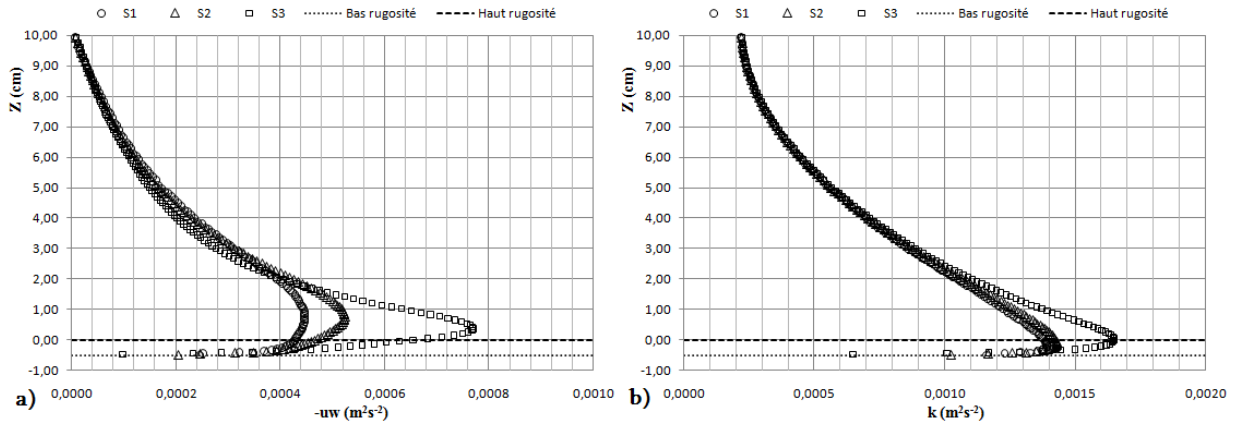 S1 S2 S3 Bas rugosité Haut rugosité
10,00
9,00
8,00
7,00
6,00
5,00
4,00
3,00
2,00
1,00
0,00
-1,00
Z (cm)
0,0000 0,0002 0,0004 0,0006 0,0008 0,0010
a)
-uw (m²s⁻²)
S1 S2 S3 Bas rugosité Haut rugosité
10,00
9,00
8,00
7,00
6,00
5,00
4,00
3,00
2,00
1,00
0,00
-1,00
Z (cm)
0,0000 0,0005 0,0010 0,0015 0,0020
b)
k (m²s⁻²)